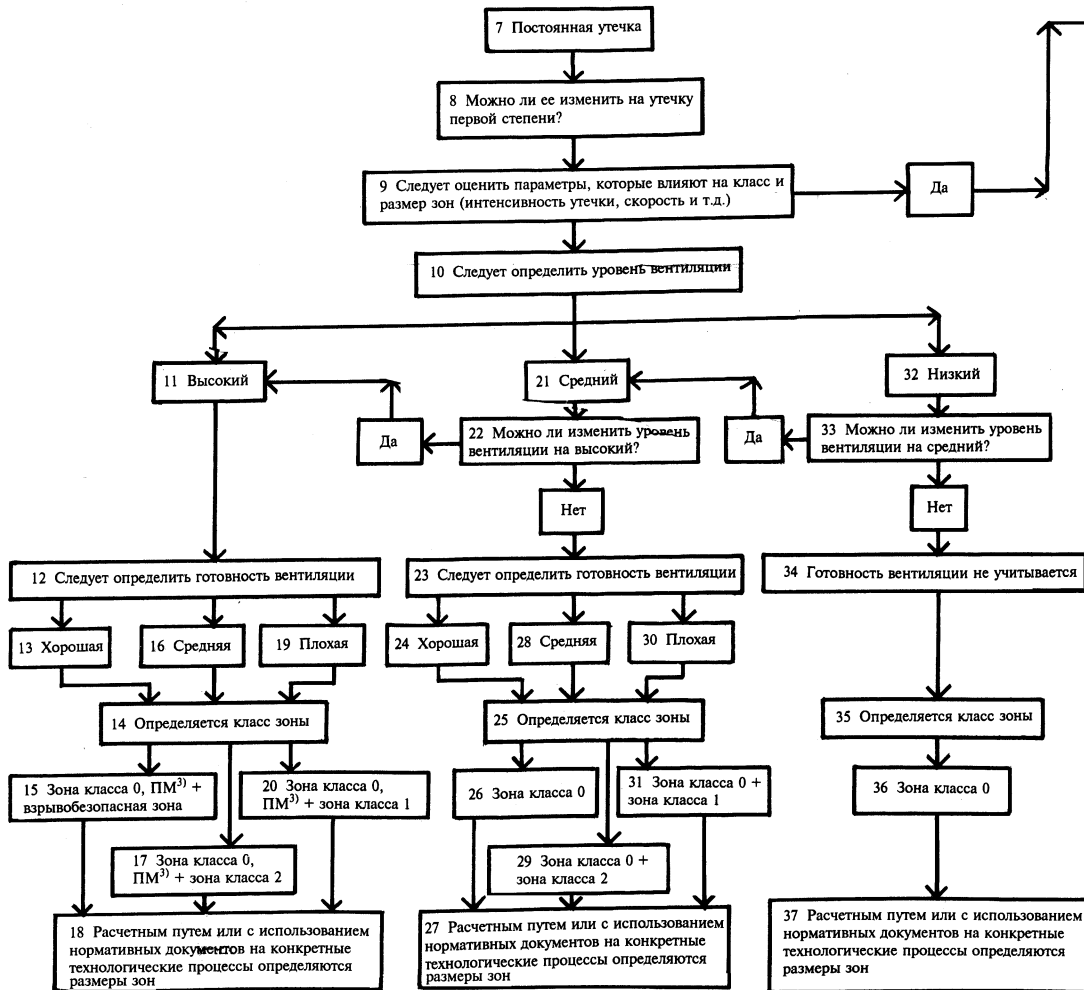 7 Постоянная утечка
8 Можно ли ее изменить на утечку
первой степени?
9 Следует оценить параметры, которые влияют на класс и
размер зон (интенсивность утечки, скорость и т.д.)
Да
10 Следует определить уровень вентиляции
11 Высокий
21 Средний
32 Низкий
Да
22 Можно ли изменить уровень
вентиляции на высокий?
Да
33 Можно ли изменить уровень
вентиляции на средний?
Нет
Нет
12 Следует определить готовность вентиляции
23 Следует определить готовность вентиляции
34 Готовность вентиляции не учитывается
13 Хорошая
16 Средняя
19 Плохая
24 Хорошая
28 Средняя
30 Плохая
14 Определяется класс зоны
25 Определяется класс зоны
35 Определяется класс зоны
15 Зона класса 0, ПМ³⁾ +
взрывобезопасная зона
20 Зона класса 0,
ПМ³⁾ + зона класса 1
26 Зона класса 0
31 Зона класса 0 +
зона класса 1
36 Зона класса 0
17 Зона класса 0,
ПМ³⁾ + зона класса 2
29 Зона класса 0 +
зона класса 2
18 Расчетным путем или с использованием
нормативных документов на конкретные
технологические процессы определяются
размеры зон
27 Расчетным путем или с использованием
нормативных документов на конкретные
технологические процессы определяются
размеры зон
37 Расчетным путем или с использованием
нормативных документов на конкретные
технологические процессы определяются
размеры зон